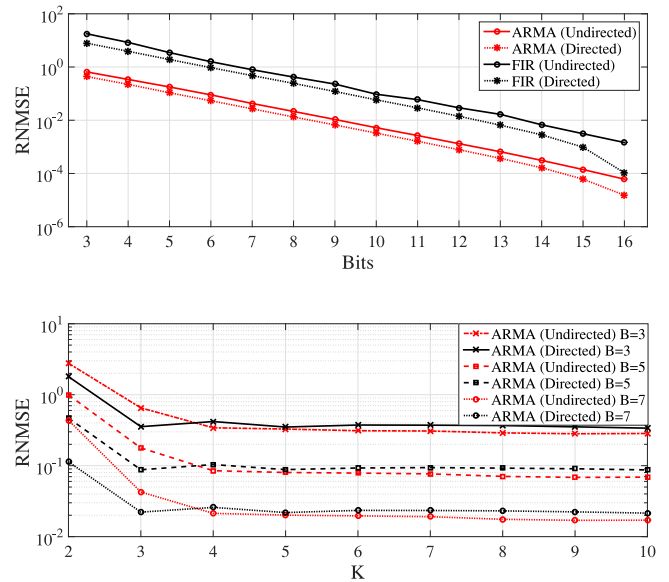 10^2
10^0
10^-2
10^-4
10^-6
RNMSE
ARMA (Undirected)
ARMA (Directed)
FIR (Undirected)
FIR (Directed)
3 4 5 6 7 8 9 10 11 12 13 14 15 16
Bits
10^1
10^0
10^-1
10^-2
RNMSE
ARMA (Undirected) B=3
ARMA (Directed) B=3
ARMA (Undirected) B=5
ARMA (Directed) B=5
ARMA (Undirected) B=7
ARMA (Directed) B=7
2 3 4 5 6 7 8 9 10
K